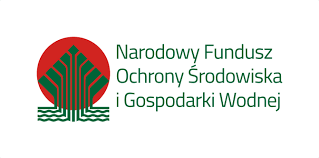 Narodowy Fundusz
Ochrony Środowiska
i Gospodarki Wodnej